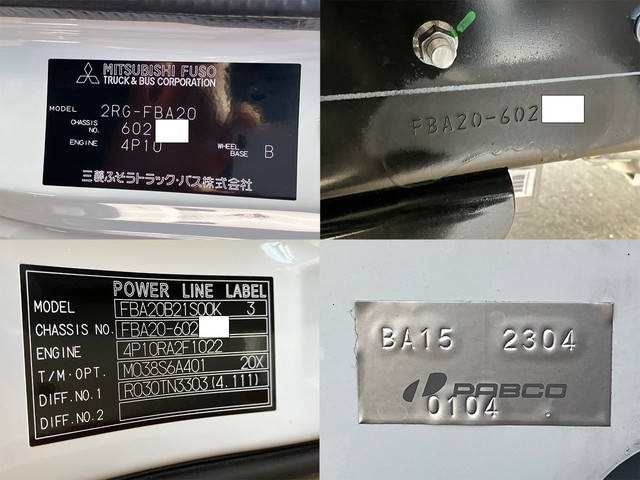 MITSUBISHI FUSO
TRUCK & BUS CORPORATION
MODEL 2RG-FBA20
CHASSIS NO. 602
ENGINE 4P10 WHEEL BASE B
三菱ふそうトラック・バス株式会社
FBA20-602
POWER LINE LABEL
MODEL FBA20B21S00K 3
CHASSIS NO. FBA20-602
ENGINE 4P10RA2F1022
T/M・OPT. M038S6A401 20X
DIFF.NO.1 R030TN3303(4.111)
DIFF.NO.2
BA15 2304
PABCO
0104